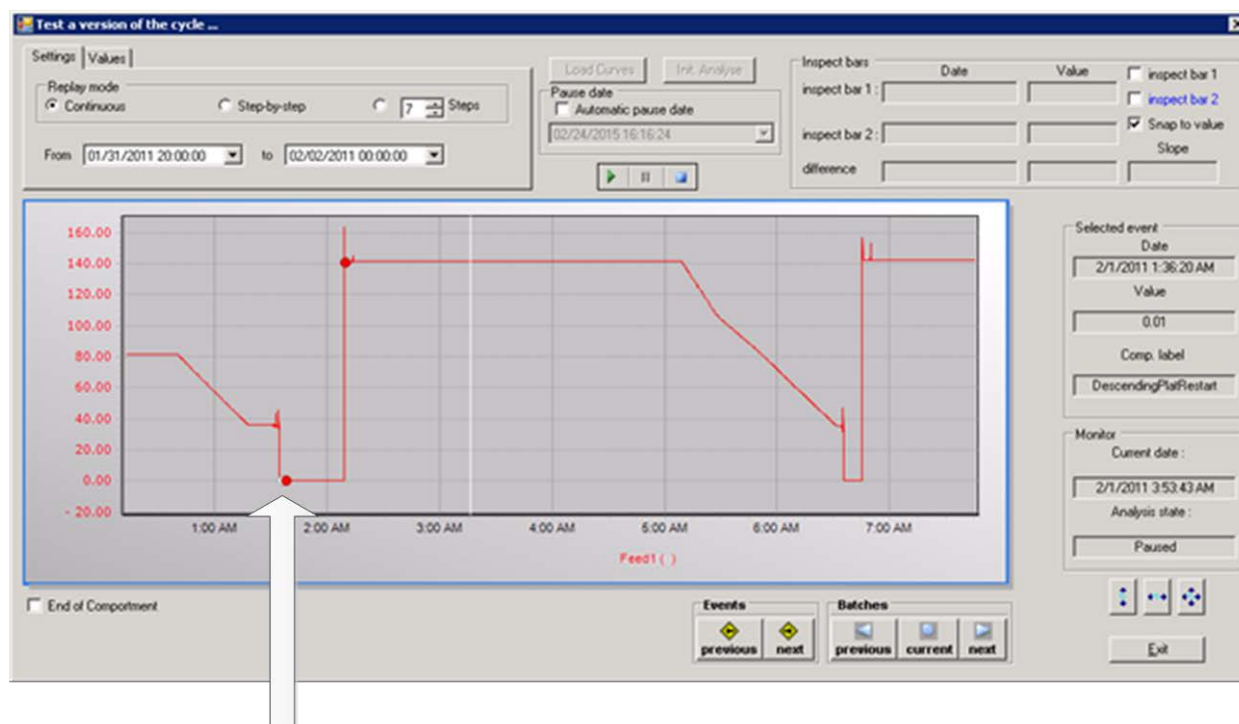 Test a version of the cycle ...
Settings Values
Replay mode
Continuous Step-by-step 7 Steps
From 01/31/2011 20:00:00 to 02/02/2011 00:00:00
Load Curves Init. Analyse
Pause date
Automatic pause date
02/24/2015 16:16:24
Inspect bars Date Value
inspect bar 1 : inspect bar 1
inspect bar 2
inspect bar 2 : Snap to value
Slope
difference
160.00
140.00
120.00
100.00
80.00
60.00
40.00
20.00
0.00
- 20.00
1:00 AM 2:00 AM 3:00 AM 4:00 AM 5:00 AM 6:00 AM 7:00 AM
Feed1 ( )
Selected event
Date
2/1/2011 1:36:20 AM
Value
0.01
Comp. label
DescendingPlatRestart
Monitor
Current date :
2/1/2011 3:53:43 AM
Analysis state :
Paused
End of Comportment
Events
previous next
Batches
previous current next
Exit